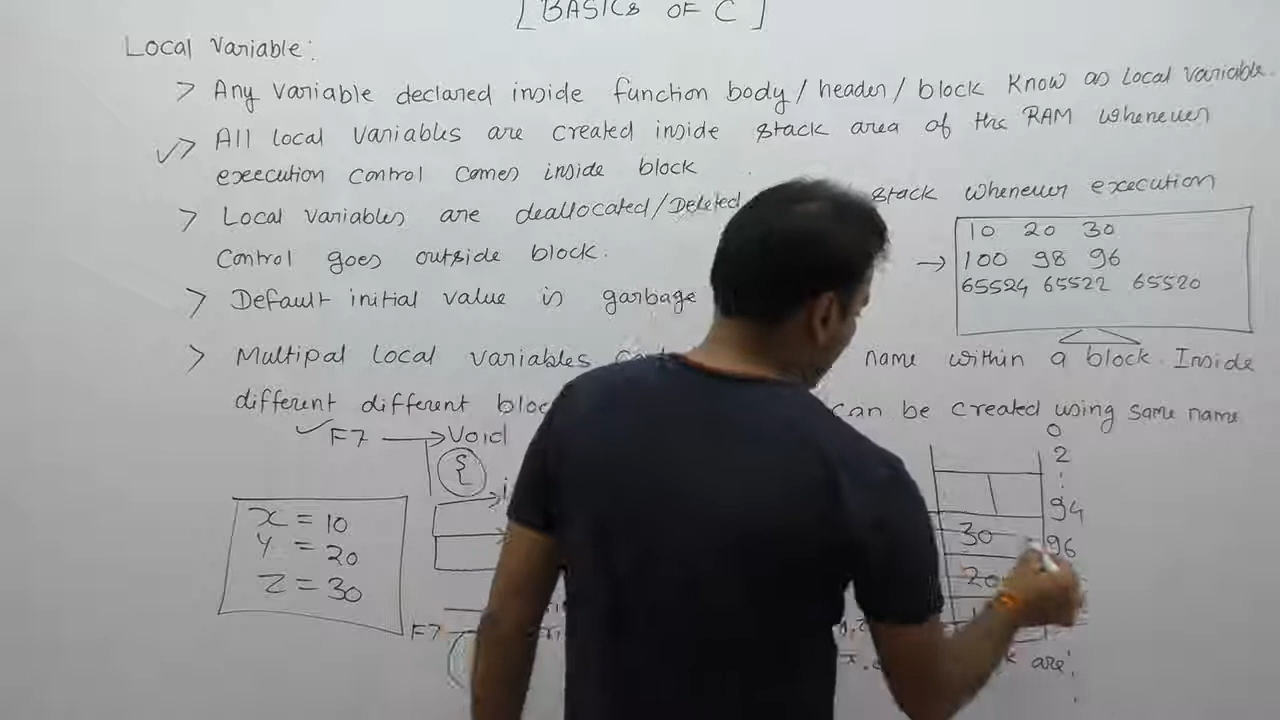 [ BASICS OF C ]
Local Variable:
> Any Variable declared inside function body / header / block Know as Local variable.
> All local Variables are created inside stack area of the RAM whenever
execution control comes inside block
> Local variables are deallocated/Deleted stack whenever execution
Control goes outside block.
10 20 30
→ 100 98 96
65524 65522 65520
> Default initial value is garbage
> Multipal local variables name within a block. Inside
different different can be created using same name
F7 → Void
{
x = 10
Y = 20
Z = 30
F7
0
2
:
94
30 96
20
are